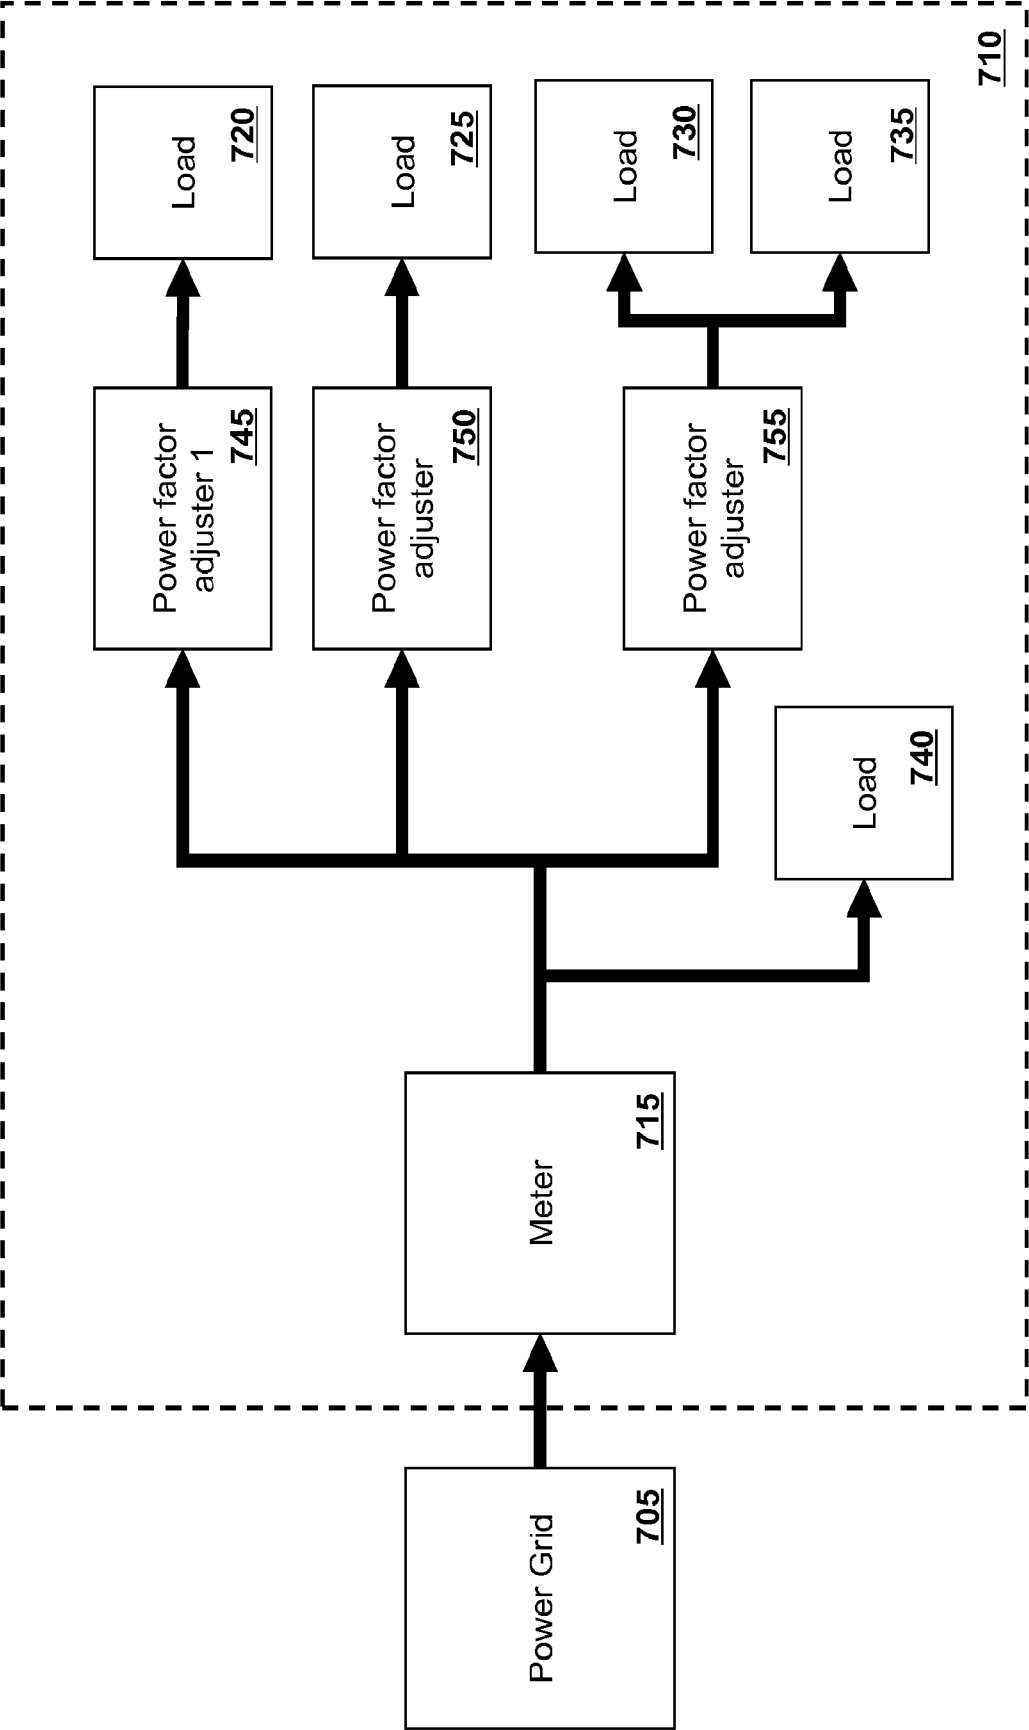 Power Grid
705
Meter
715
Load
740
Power factor
adjuster 1
745
Power factor
adjuster
750
Power factor
adjuster
755
Load
720
Load
725
Load
730
Load
735
710